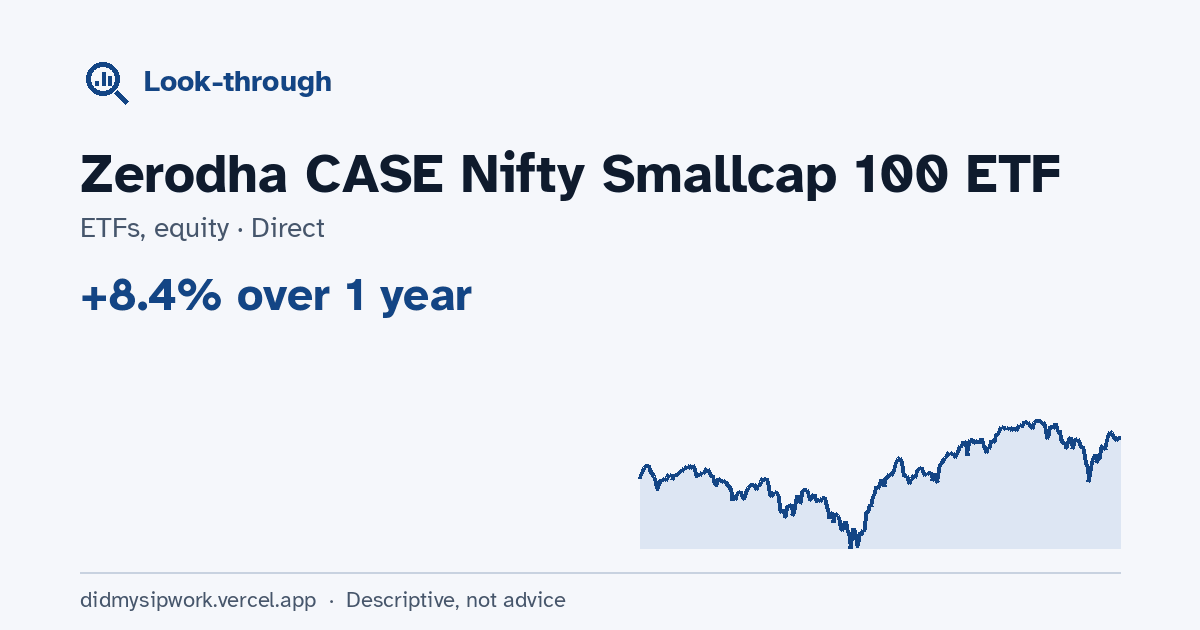 Look-through
Zerodha CASE Nifty Smallcap 100 ETF
ETFs, equity · Direct
+8.4% over 1 year
didmysipwork.vercel.app · Descriptive, not advice